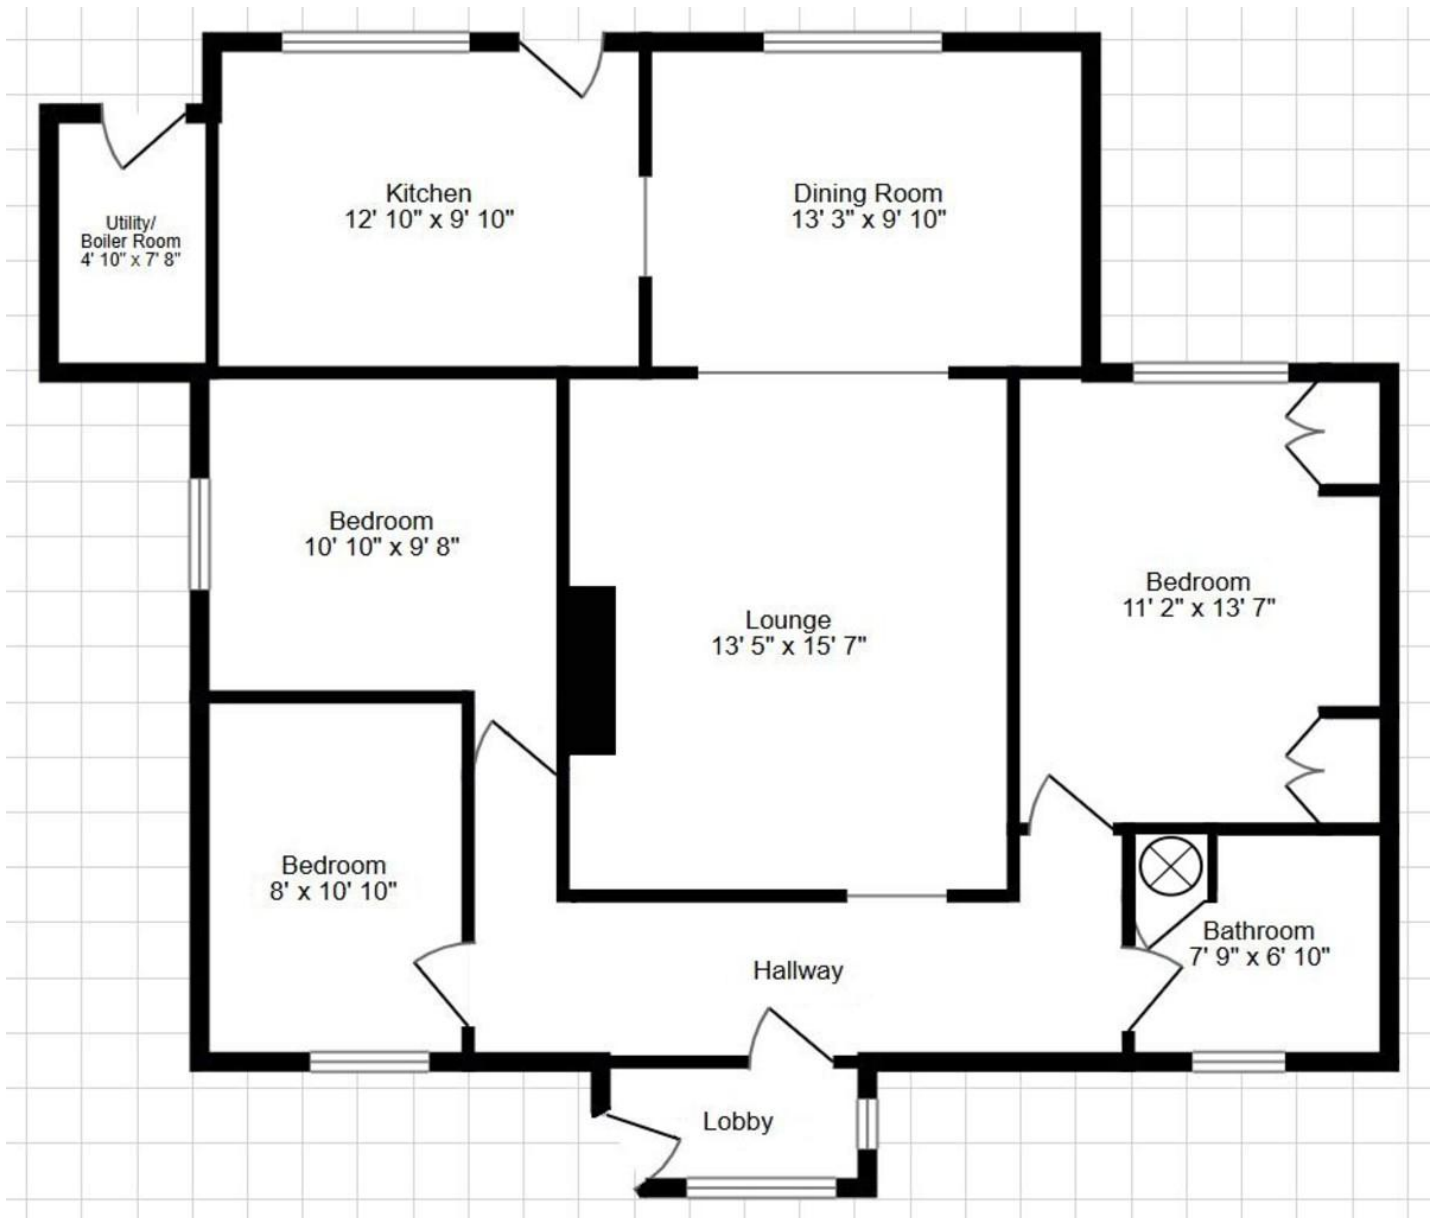 Kitchen
12' 10" x 9' 10"
Dining Room
13' 3" x 9' 10"
Utility/
Boiler Room
4' 10" x 7' 8"
Bedroom
10' 10" x 9' 8"
Lounge
13' 5" x 15' 7"
Bedroom
11' 2" x 13' 7"
Bedroom
8' x 10' 10"
Bathroom
7' 9" x 6' 10"
Hallway
Lobby